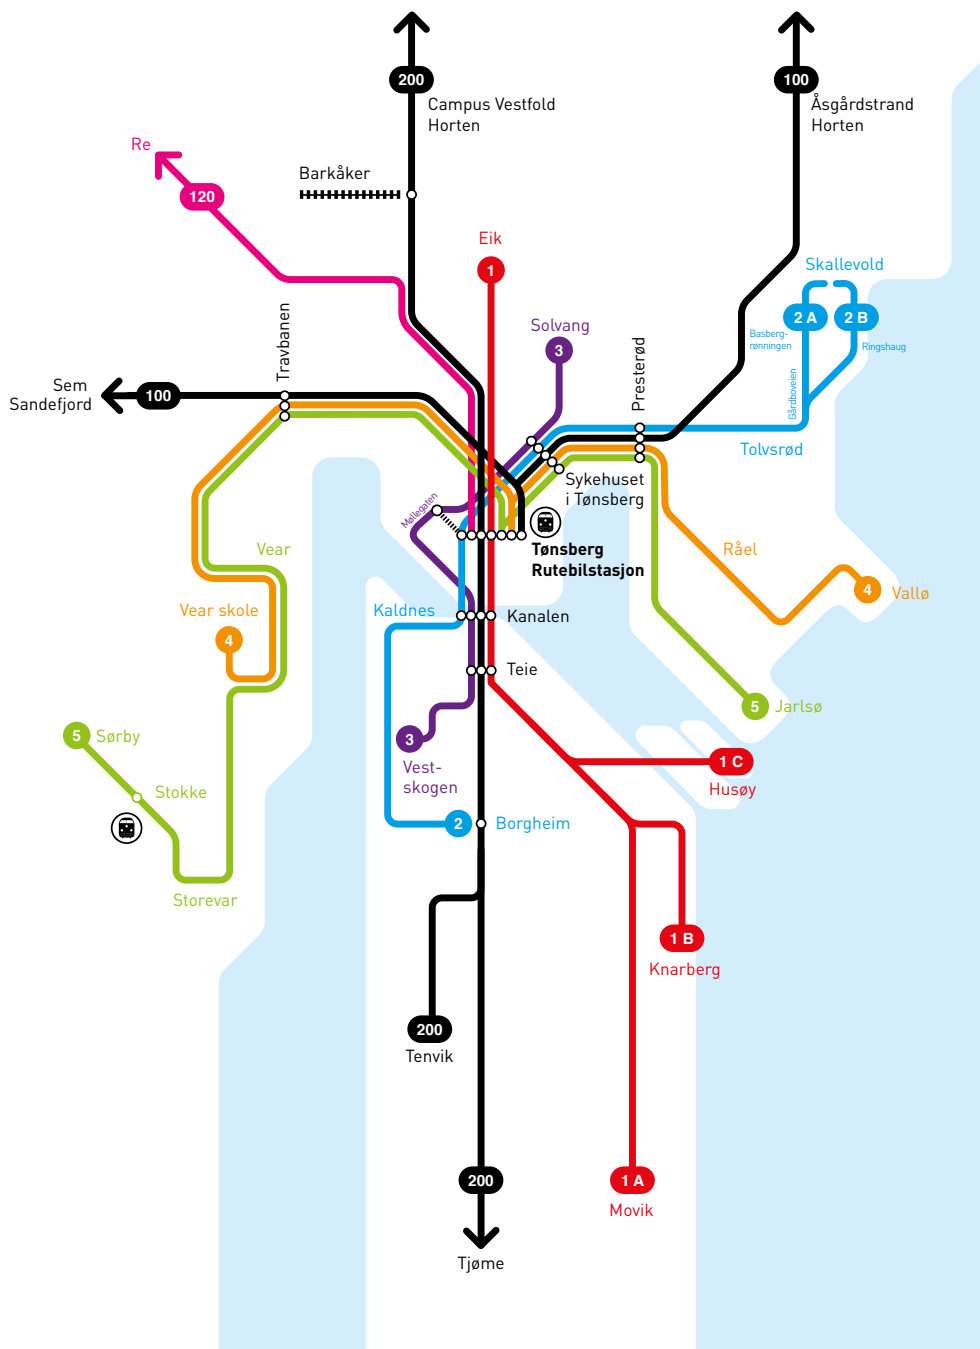 200
100
Campus Vestfold
Horten
Åsgårdstrand
Horten
Re
Barkåker
120
Eik
1
Skallevold
2 A
2 B
Basberg-
rønningen
Ringshaug
Gårdboveien
Solvang
3
Travbanen
Presterød
Sem
Sandefjord
100
Tolvsrød
Sykehuset
i Tønsberg
Møllegaten
Tønsberg
Rutebilstasjon
Vear
Råel
Vear skole
4
Kaldnes
Kanalen
4
Vallø
Teie
5
Jarlsø
5
Sørby
3
Vest-
skogen
1 C
Husøy
Stokke
2
Borgheim
Storevar
1 B
Knarberg
200
Tenvik
200
1 A
Movik
Tjøme